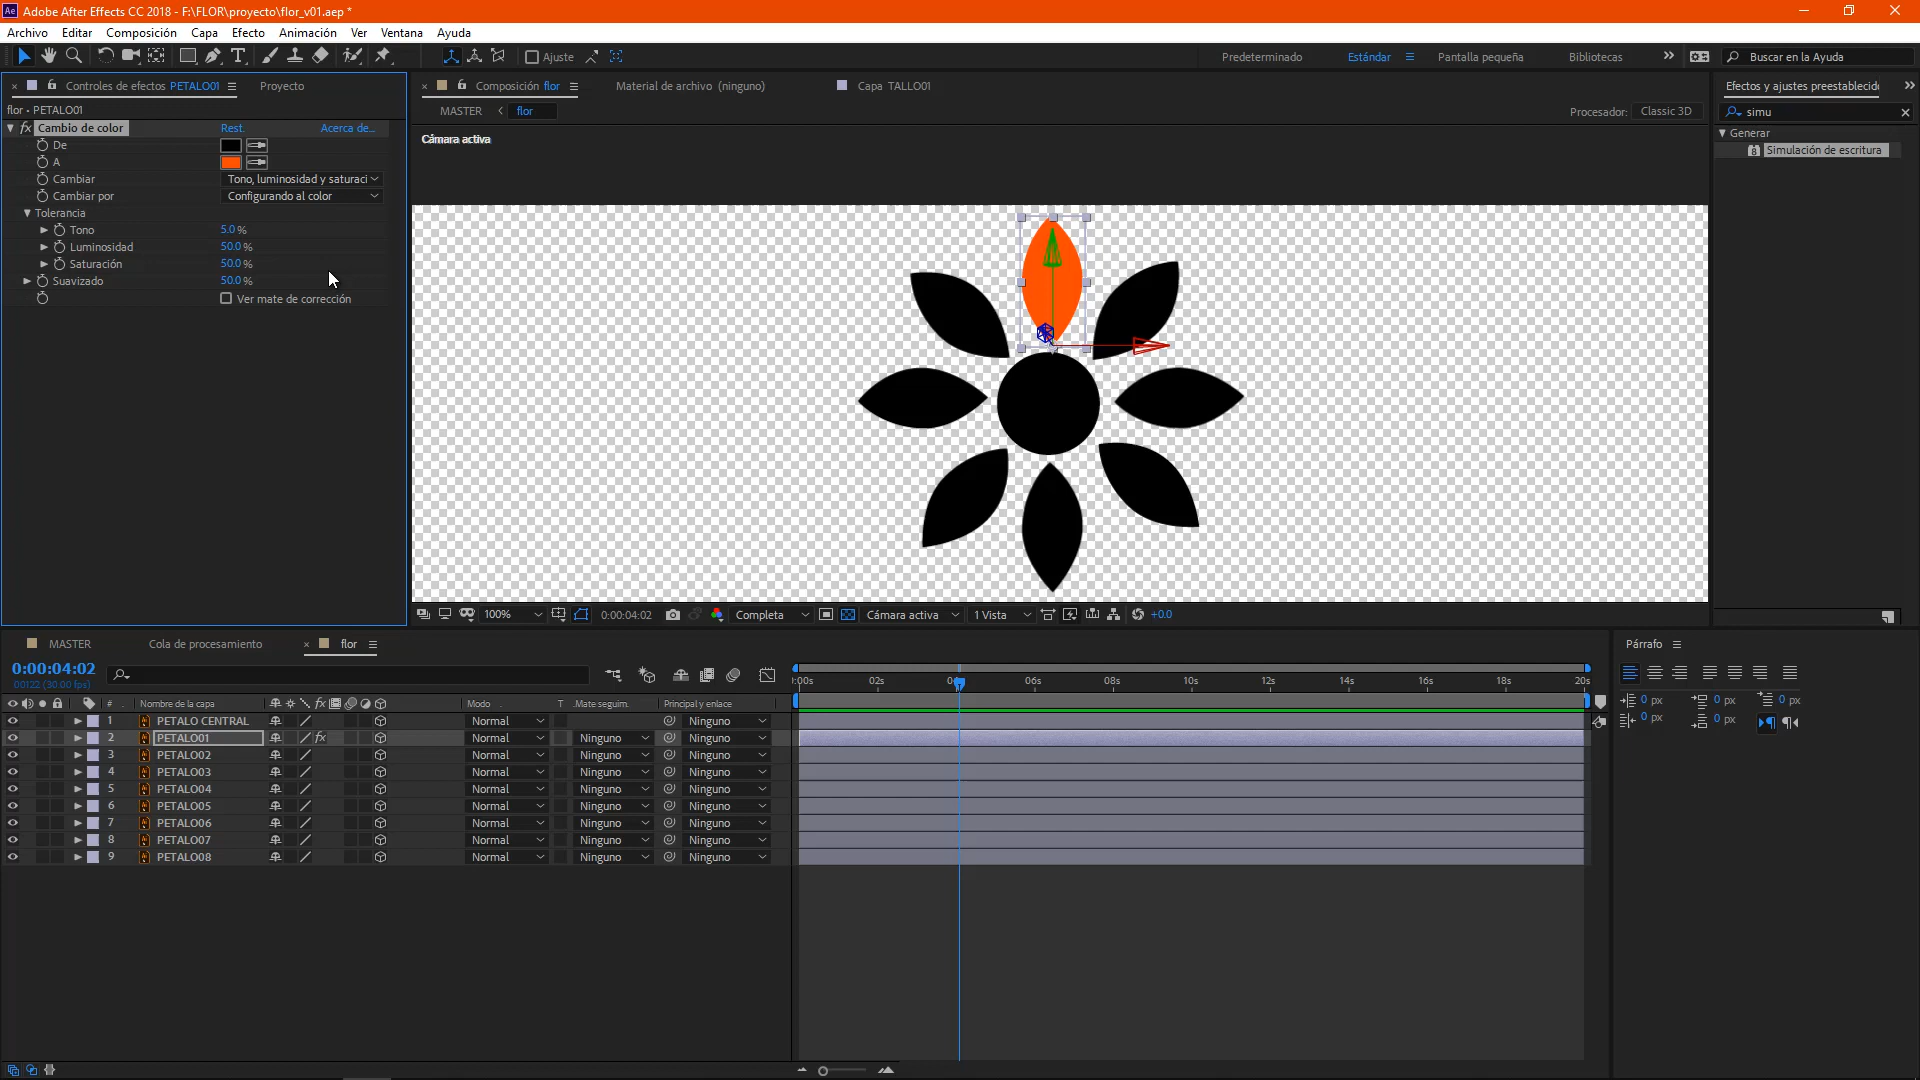 Ae Adobe After Effects CC 2018 - F:\FLOR\proyecto\flor_v01.aep *
Archivo Editar Composición Capa Efecto Animación Ver Ventana Ayuda
Ajuste Predeterminado Estándar Pantalla pequeña Bibliotecas Buscar en la Ayuda
Controles de efectos PETALO01 Proyecto
Composición flor Material de archivo (ninguno) Capa TALLO01
Efectos y ajustes preestablecid
flor • PETALO01
MASTER flor
Procesador: Classic 3D
simu
fx Cambio de color Rest. Acerca de...
Cámara activa
Generar
De
Simulación de escritura
A
Cambiar Tono, luminosidad y saturaci
Cambiar por Configurando al color
Tolerancia
Tono 5.0 %
Luminosidad 50.0 %
Saturación 50.0 %
Suavizado 50.0 %
Ver mate de corrección
100% 0:00:04:02 Completa Cámara activa 1 Vista +0.0
MASTER Cola de procesamiento flor
Párrafo
0:00:04:02
00122 (30.00 fps)
):00s 02s 06s 08s 10s 12s 14s 16s 18s 20s
# Nombre de la capa fx Modo T .Mate seguim. Principal y enlace
0 px 0 px 0 px
0 px 0 px
1 PETALO CENTRAL Normal Ninguno
2 PETALO01 fx Normal Ninguno Ninguno
3 PETALO02 Normal Ninguno Ninguno
4 PETALO03 Normal Ninguno Ninguno
5 PETALO04 Normal Ninguno Ninguno
6 PETALO05 Normal Ninguno Ninguno
7 PETALO06 Normal Ninguno Ninguno
8 PETALO07 Normal Ninguno Ninguno
9 PETALO08 Normal Ninguno Ninguno